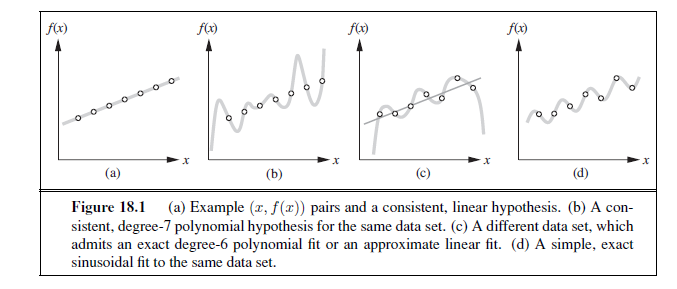 f(x) f(x) f(x) f(x)
x x x x
(a) (b) (c) (d)
Figure 18.1 (a) Example (x, f(x)) pairs and a consistent, linear hypothesis. (b) A con-
sistent, degree-7 polynomial hypothesis for the same data set. (c) A different data set, which
admits an exact degree-6 polynomial fit or an approximate linear fit. (d) A simple, exact
sinusoidal fit to the same data set.